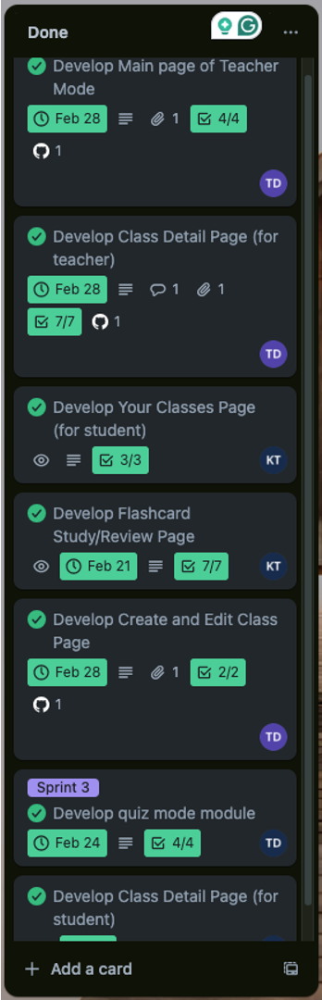 Done
Develop Main page of Teacher
Mode
Feb 28 1 4/4
1
TD
Develop Class Detail Page (for
teacher)
Feb 28 1 1
7/7 1
TD
Develop Your Classes Page
(for student)
3/3 KT
Develop Flashcard
Study/Review Page
Feb 21 7/7 KT
Develop Create and Edit Class
Page
Feb 28 1 2/2
1
TD
Sprint 3
Develop quiz mode module
Feb 24 4/4 TD
Develop Class Detail Page (for
student)
+ Add a card